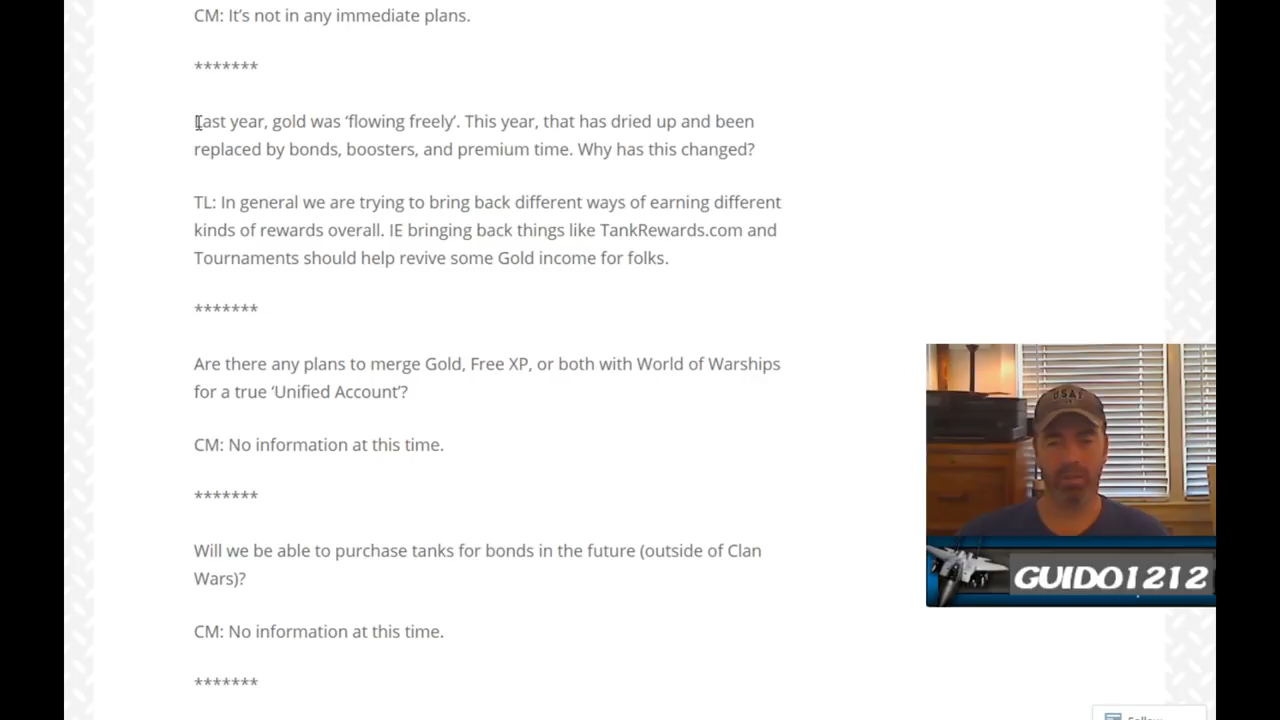 CM: It’s not in any immediate plans.
*******
Last year, gold was ‘flowing freely’. This year, that has dried up and been
replaced by bonds, boosters, and premium time. Why has this changed?
TL: In general we are trying to bring back different ways of earning different
kinds of rewards overall. IE bringing back things like TankRewards.com and
Tournaments should help revive some Gold income for folks.
*******
Are there any plans to merge Gold, Free XP, or both with World of Warships
for a true ‘Unified Account’?
CM: No information at this time.
*******
Will we be able to purchase tanks for bonds in the future (outside of Clan
Wars)?
CM: No information at this time.
*******
USAF
GUIDO1212
Follow